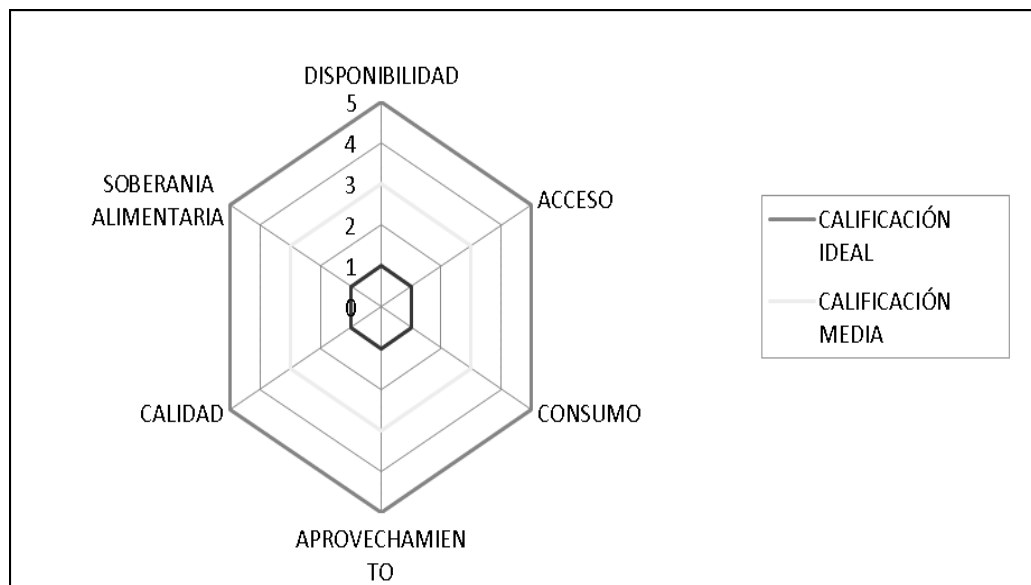 DISPONIBILIDAD
5
4
3
2
1
0
SOBERANIA
ALIMENTARIA
ACCESO
CALIDAD
CONSUMO
APROVECHAMIEN
TO
CALIFICACIÓN
IDEAL
CALIFICACIÓN
MEDIA